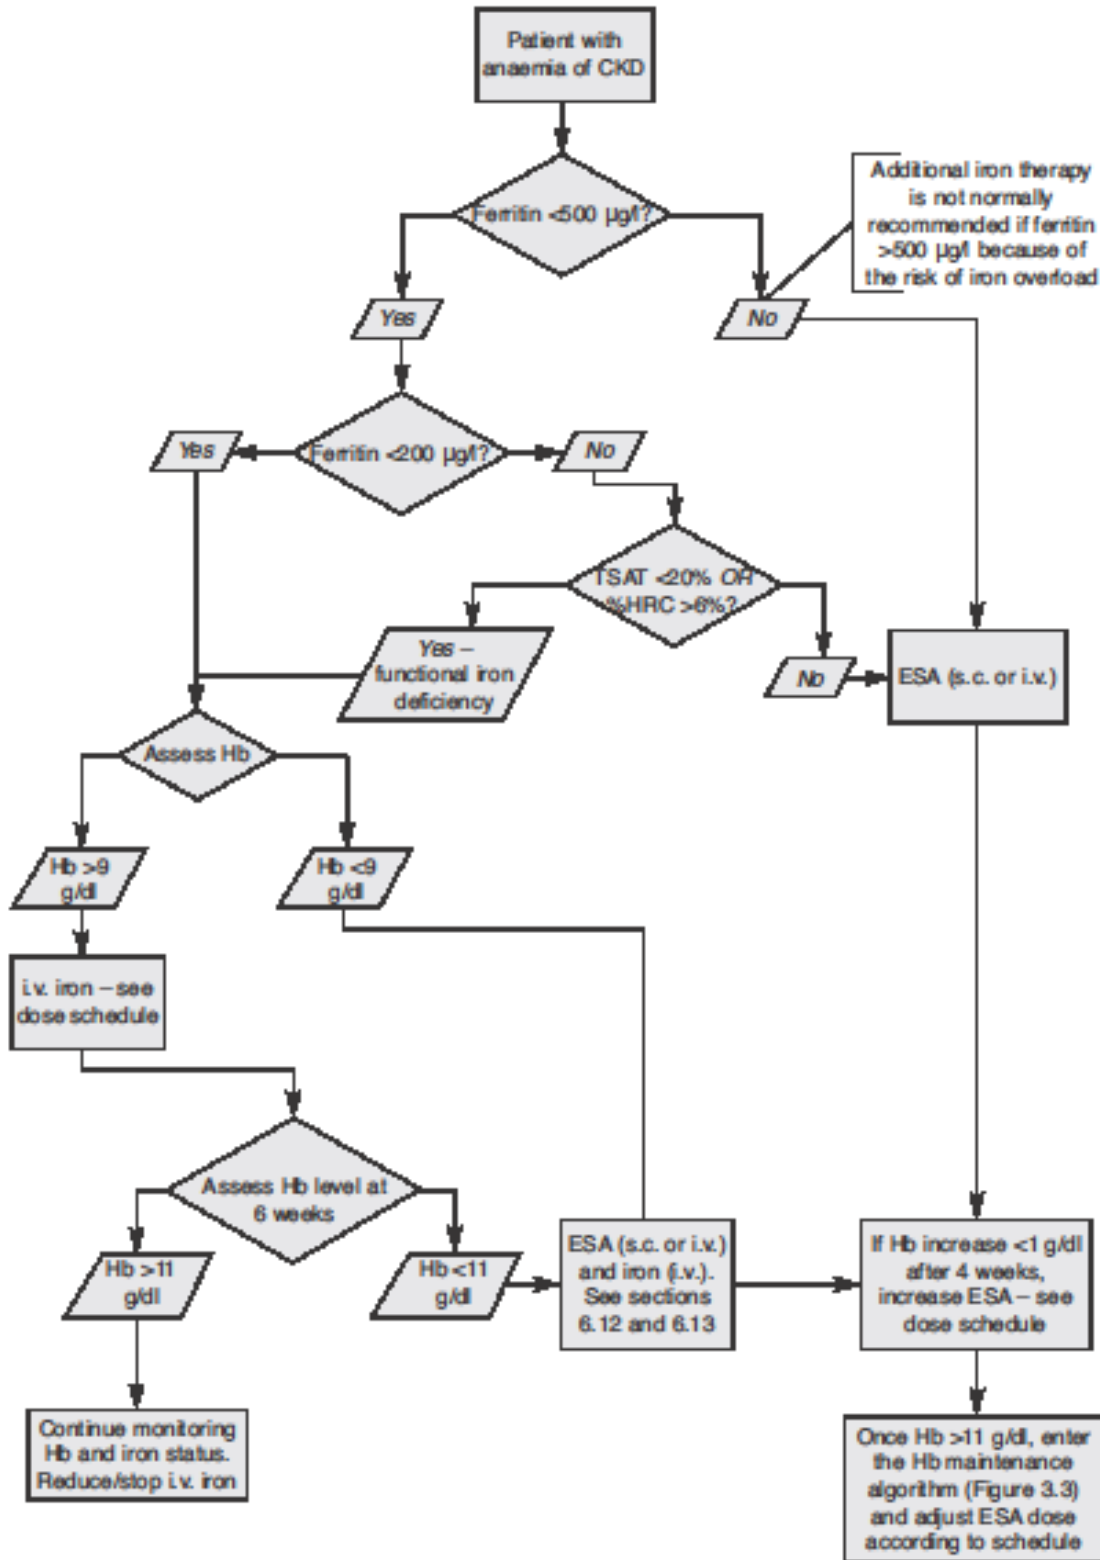 Patient with
anaemia of CKD
Ferritin <500 µg/l?
Additional iron therapy
is not normally
recommended if ferritin
>500 µg/l because of
the risk of iron overload
Yes
No
Ferritin <200 µg/l?
Yes
No
TSAT <20% OR
%HRC >6%?
Yes –
functional iron
deficiency
No
ESA (s.c. or i.v.)
Assess Hb
Hb >9
g/dl
Hb <9
g/dl
i.v. iron – see
dose schedule
Assess Hb level at
6 weeks
Hb >11
g/dl
Hb <11
g/dl
ESA (s.c. or i.v.)
and iron (i.v.).
See sections
6.12 and 6.13
If Hb increase <1 g/dl
after 4 weeks,
increase ESA – see
dose schedule
Continue monitoring
Hb and iron status.
Reduce/stop i.v. iron
Once Hb >11 g/dl, enter
the Hb maintenance
algorithm (Figure 3.3)
and adjust ESA dose
according to schedule